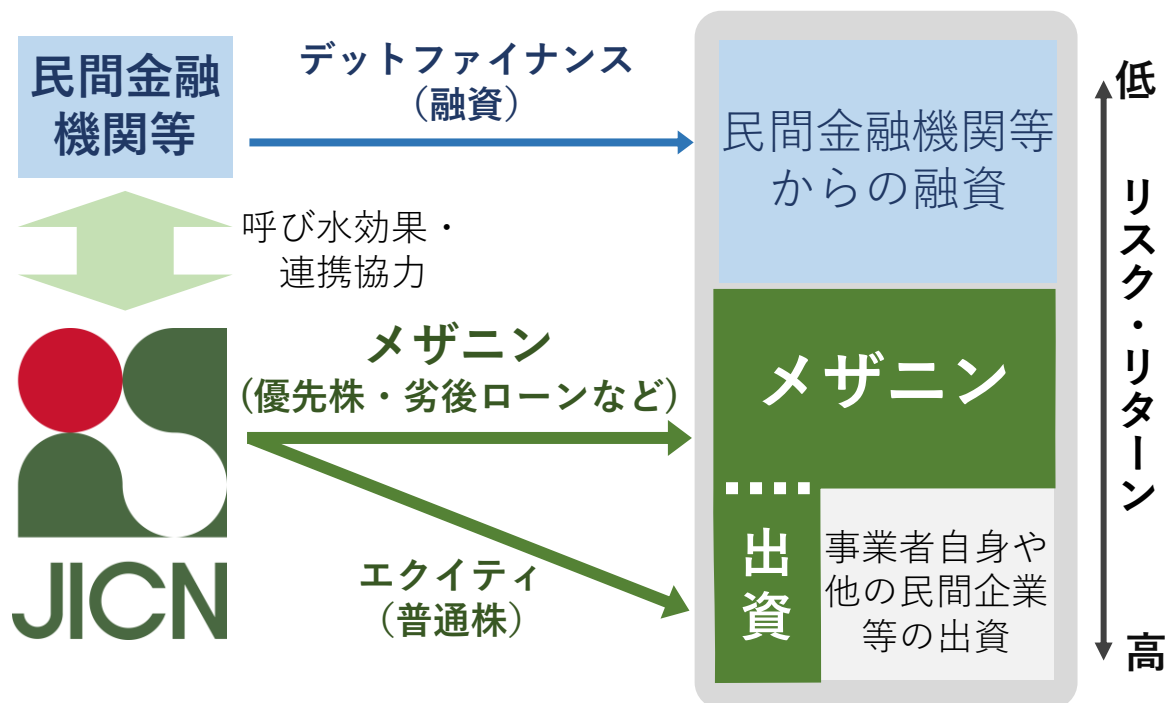 民間金融
機関等
デットファイナンス
（融資）
呼び水効果・
連携協力
メザニン
(優先株・劣後ローンなど)
エクイティ
（普通株）
JICN
民間金融機関等
からの融資
メザニン
出資
事業者自身や
他の民間企業
等の出資
低
リスク・リターン
高